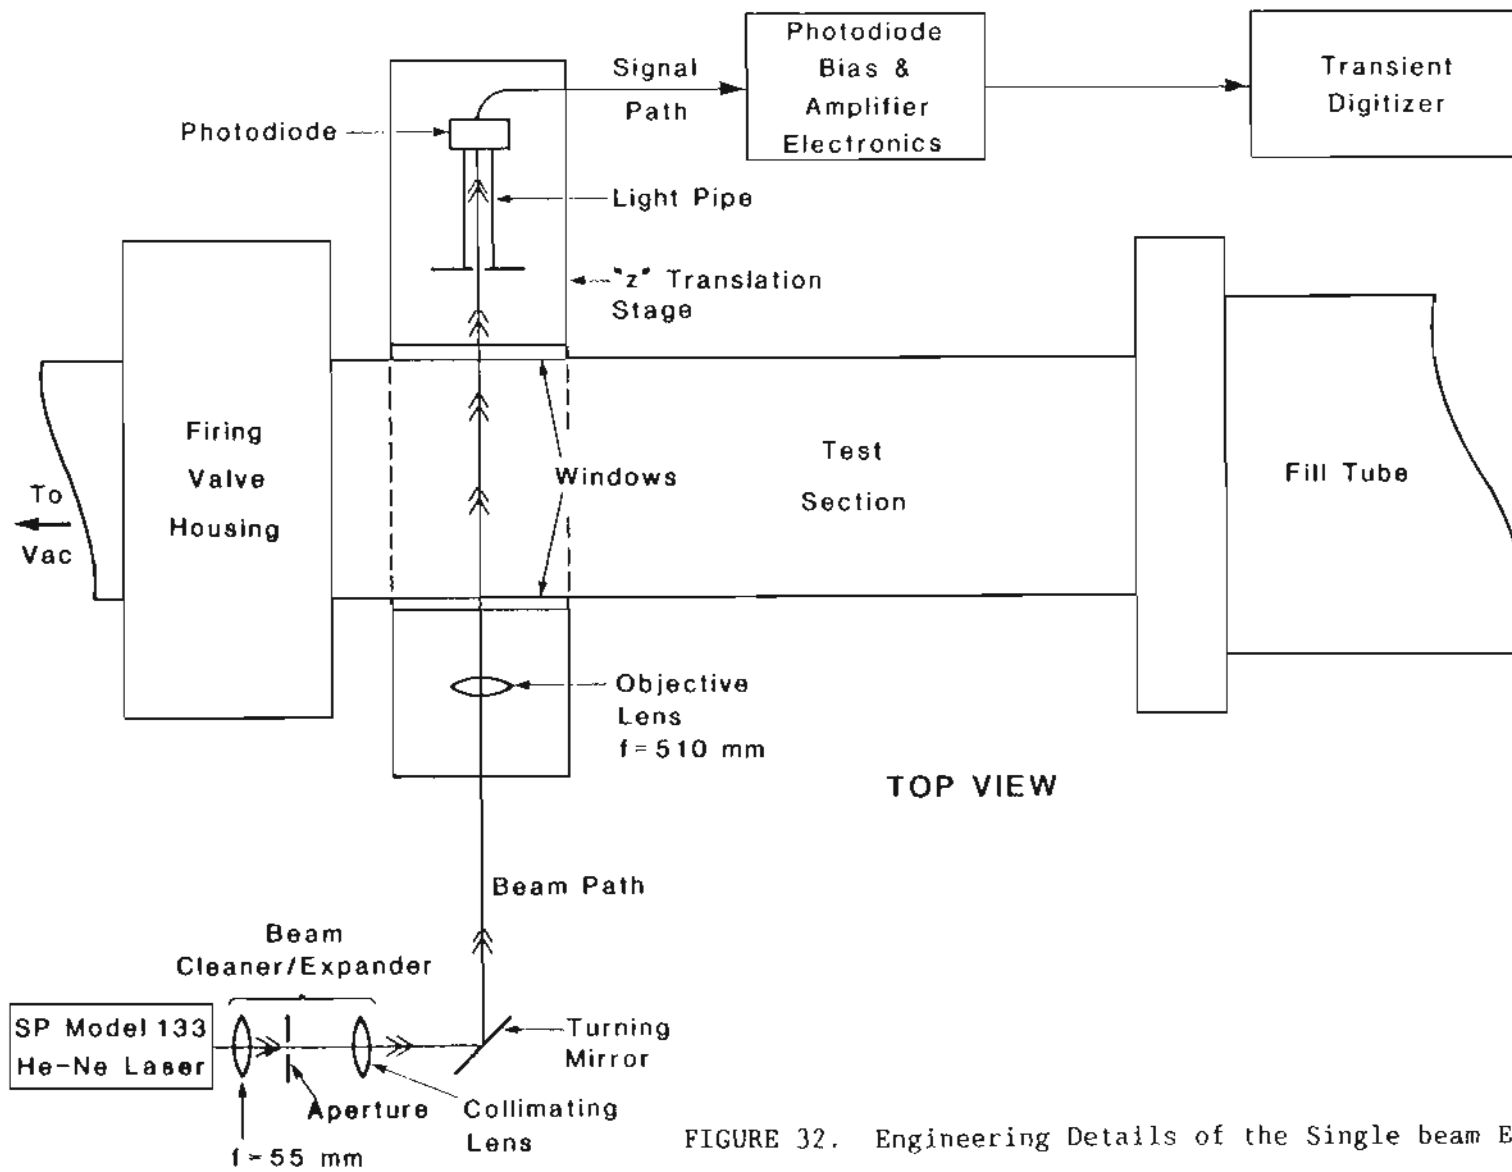 Photodiode
Bias &
Amplifier
Electronics
Transient
Digitizer
Signal
Path
Photodiode
Light Pipe
"z" Translation
Stage
Firing
Valve
Housing
To
Vac
Windows
Test
Section
Fill Tube
Objective
Lens
f=510 mm
TOP VIEW
Beam Path
Beam
Cleaner/Expander
SP Model 133
He-Ne Laser
Turning
Mirror
Aperture
Collimating
Lens
f=55 mm
FIGURE 32. Engineering Details of the Single beam E